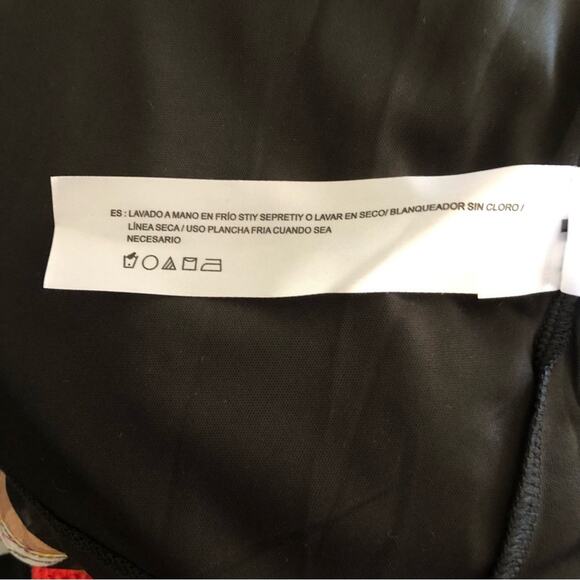 ES : LAVADO A MANO EN FRÍO STIY SEPRETIY O LAVAR EN SECO/ BLANQUEADOR SIN CLORO /
LÍNEA SECA / USO PLANCHA FRIA CUANDO SEA
NECESARIO